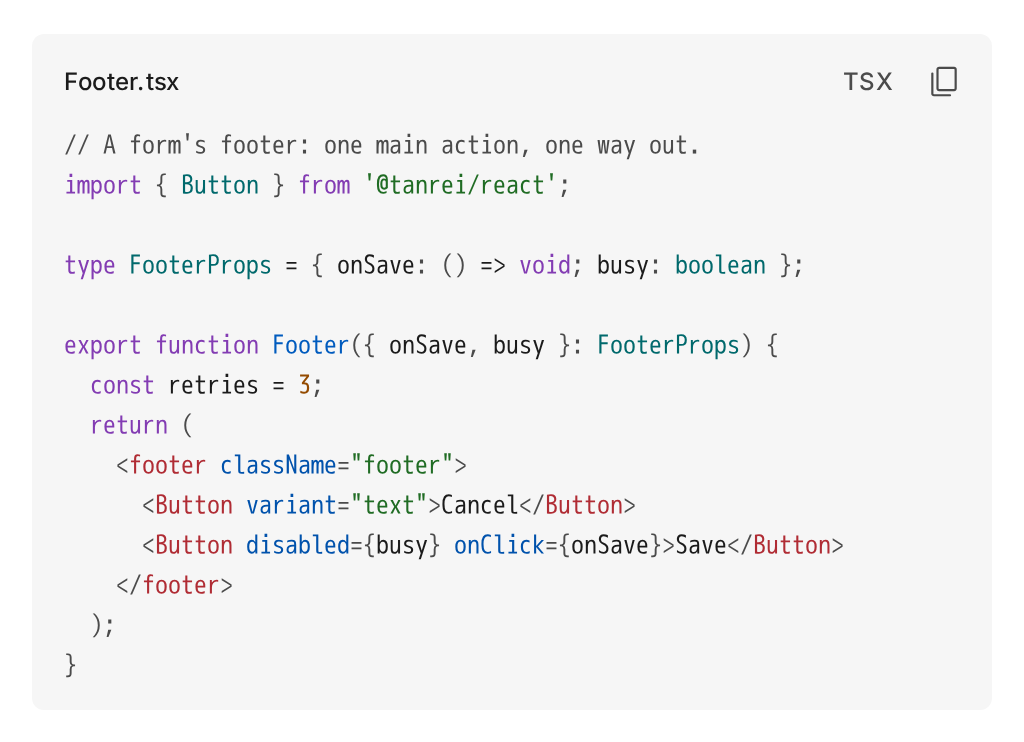 Footer.tsx
TSX
// A form's footer: one main action, one way out.
import { Button } from '@tanrei/react';

type FooterProps = { onSave: () => void; busy: boolean };

export function Footer({ onSave, busy }: FooterProps) {
  const retries = 3;
  return (
    <footer className="footer">
      <Button variant="text">Cancel</Button>
      <Button disabled={busy} onClick={onSave}>Save</Button>
    </footer>
  );
}